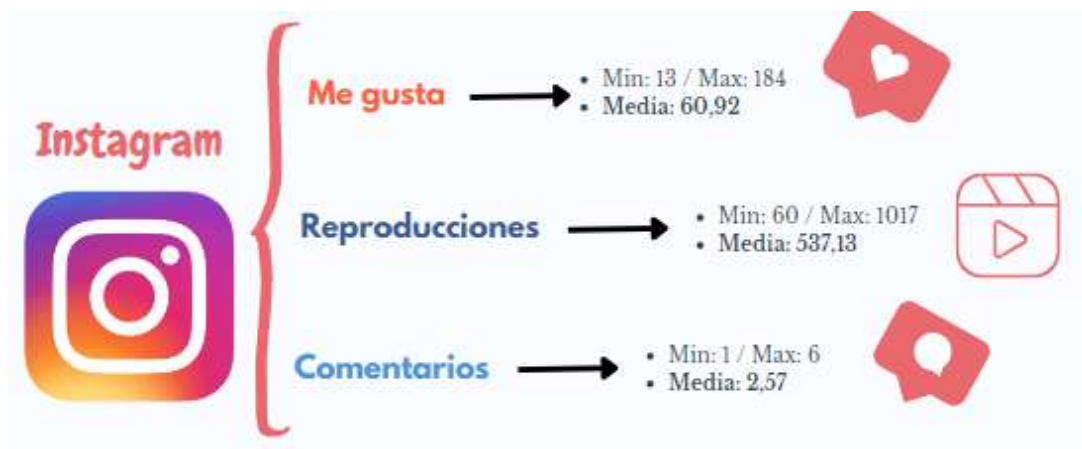 Instagram
Me gusta
• Min: 13 / Max: 184
• Media: 60,92
Reproducciones
• Min: 60 / Max: 1017
• Media: 537,13
Comentarios
• Min: 1 / Max: 6
• Media: 2,57